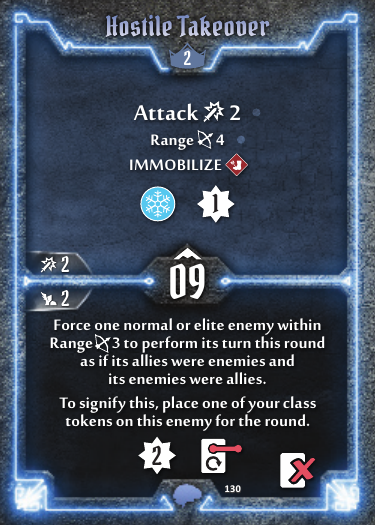 Hostile Takeover
2
Attack 2
Range 4
IMMOBILIZE
1
2
09
2
Force one normal or elite enemy within
Range 3 to perform its turn this round
as if its allies were enemies and
its enemies were allies.
To signify this, place one of your class
tokens on this enemy for the round.
2
130